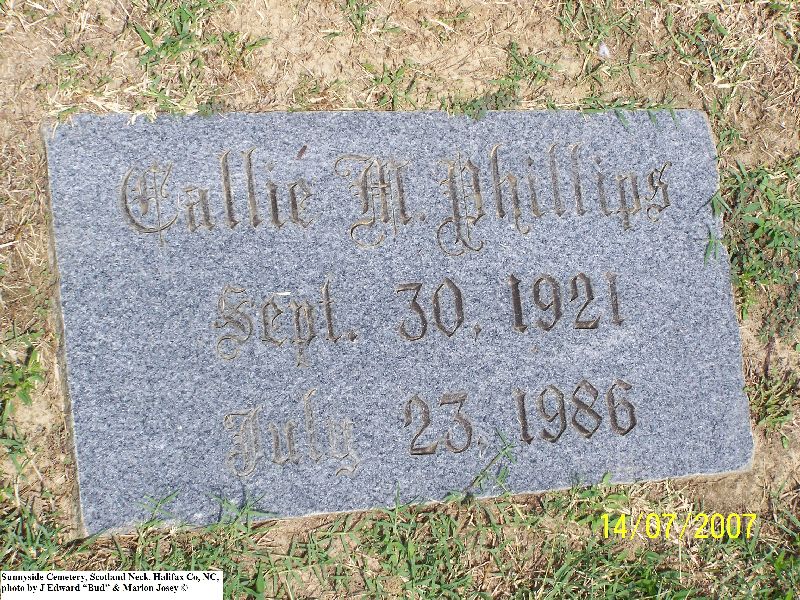 Callie M. Phillips
Sept. 30, 1921
July 23, 1986
14/07/2007
Sunnyside Cemetery, Scotland Neck, Halifax Co, NC,
photo by J Edward "Bud" & Marion Josey ©